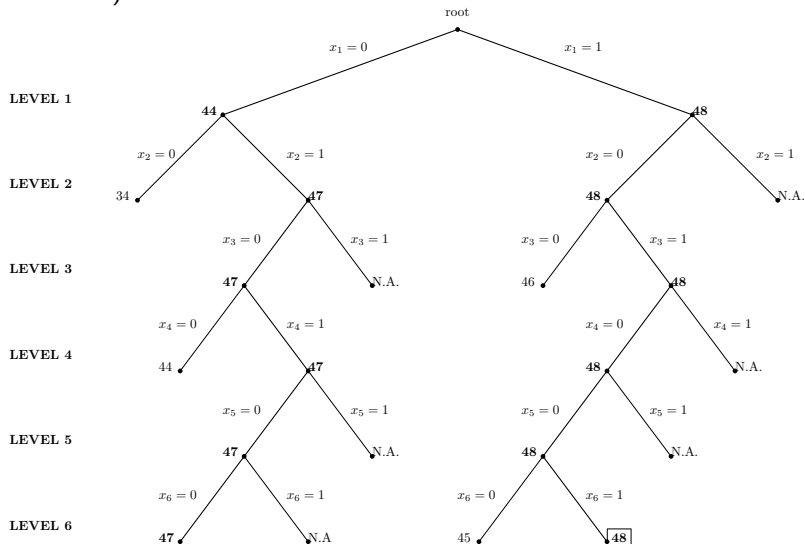 root
x₁ = 0 x₁ = 1
LEVEL 1
44 48
x₂ = 0 x₂ = 1 x₂ = 0 x₂ = 1
LEVEL 2
34 47 48 N.A.
x₃ = 0 x₃ = 1 x₃ = 0 x₃ = 1
LEVEL 3
47 N.A. 46 48
x₄ = 0 x₄ = 1 x₄ = 0 x₄ = 1
LEVEL 4
44 47 48 N.A.
x₅ = 0 x₅ = 1 x₅ = 0 x₅ = 1
LEVEL 5
47 N.A. 48 N.A.
x₆ = 0 x₆ = 1 x₆ = 0 x₆ = 1
LEVEL 6
47 N.A 45 48